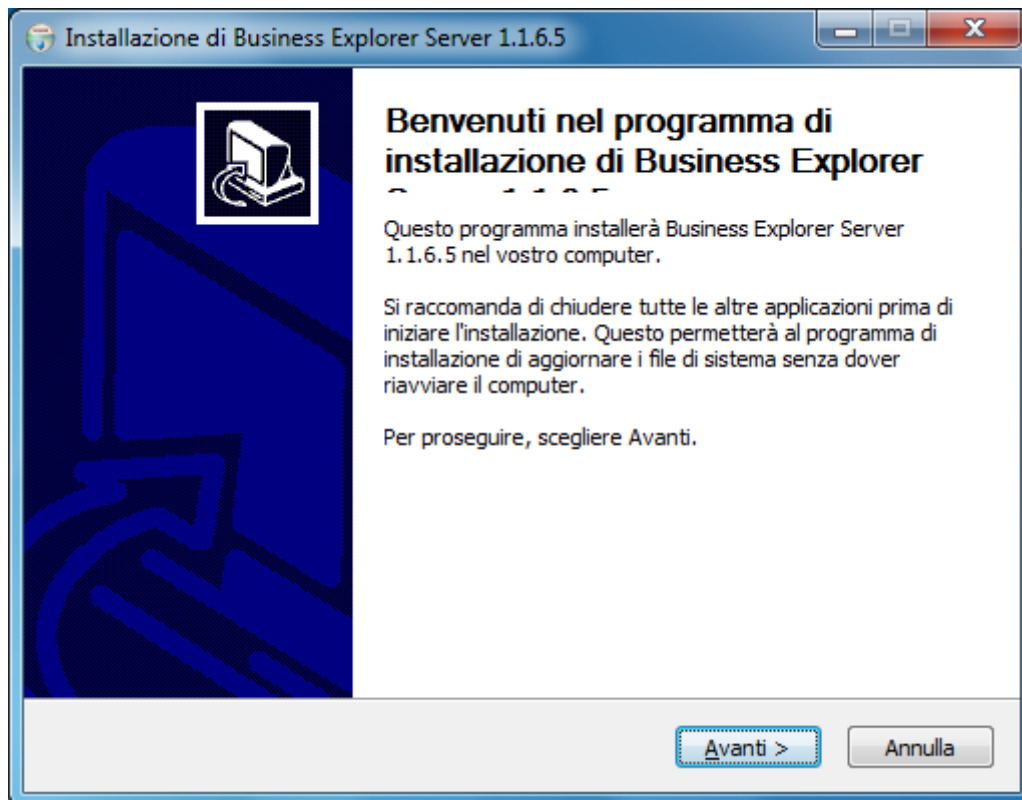 Installazione di Business Explorer Server 1.1.6.5
Benvenuti nel programma di
installazione di Business Explorer
Questo programma installerà Business Explorer Server
1.1.6.5 nel vostro computer.
Si raccomanda di chiudere tutte le altre applicazioni prima di
iniziare l'installazione. Questo permetterà al programma di
installazione di aggiornare i file di sistema senza dover
riavviare il computer.
Per proseguire, scegliere Avanti.
Avanti >
Annulla